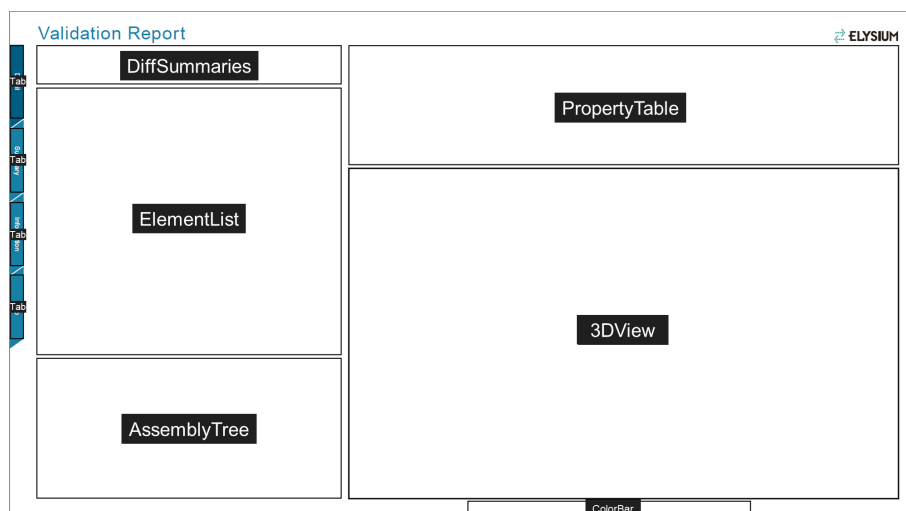 Validation Report
ELYSIUM
DiffSummaries
PropertyTable
Tab
Tab
ElementList
Tab
Tab
3DView
AssemblyTree
ColorBar